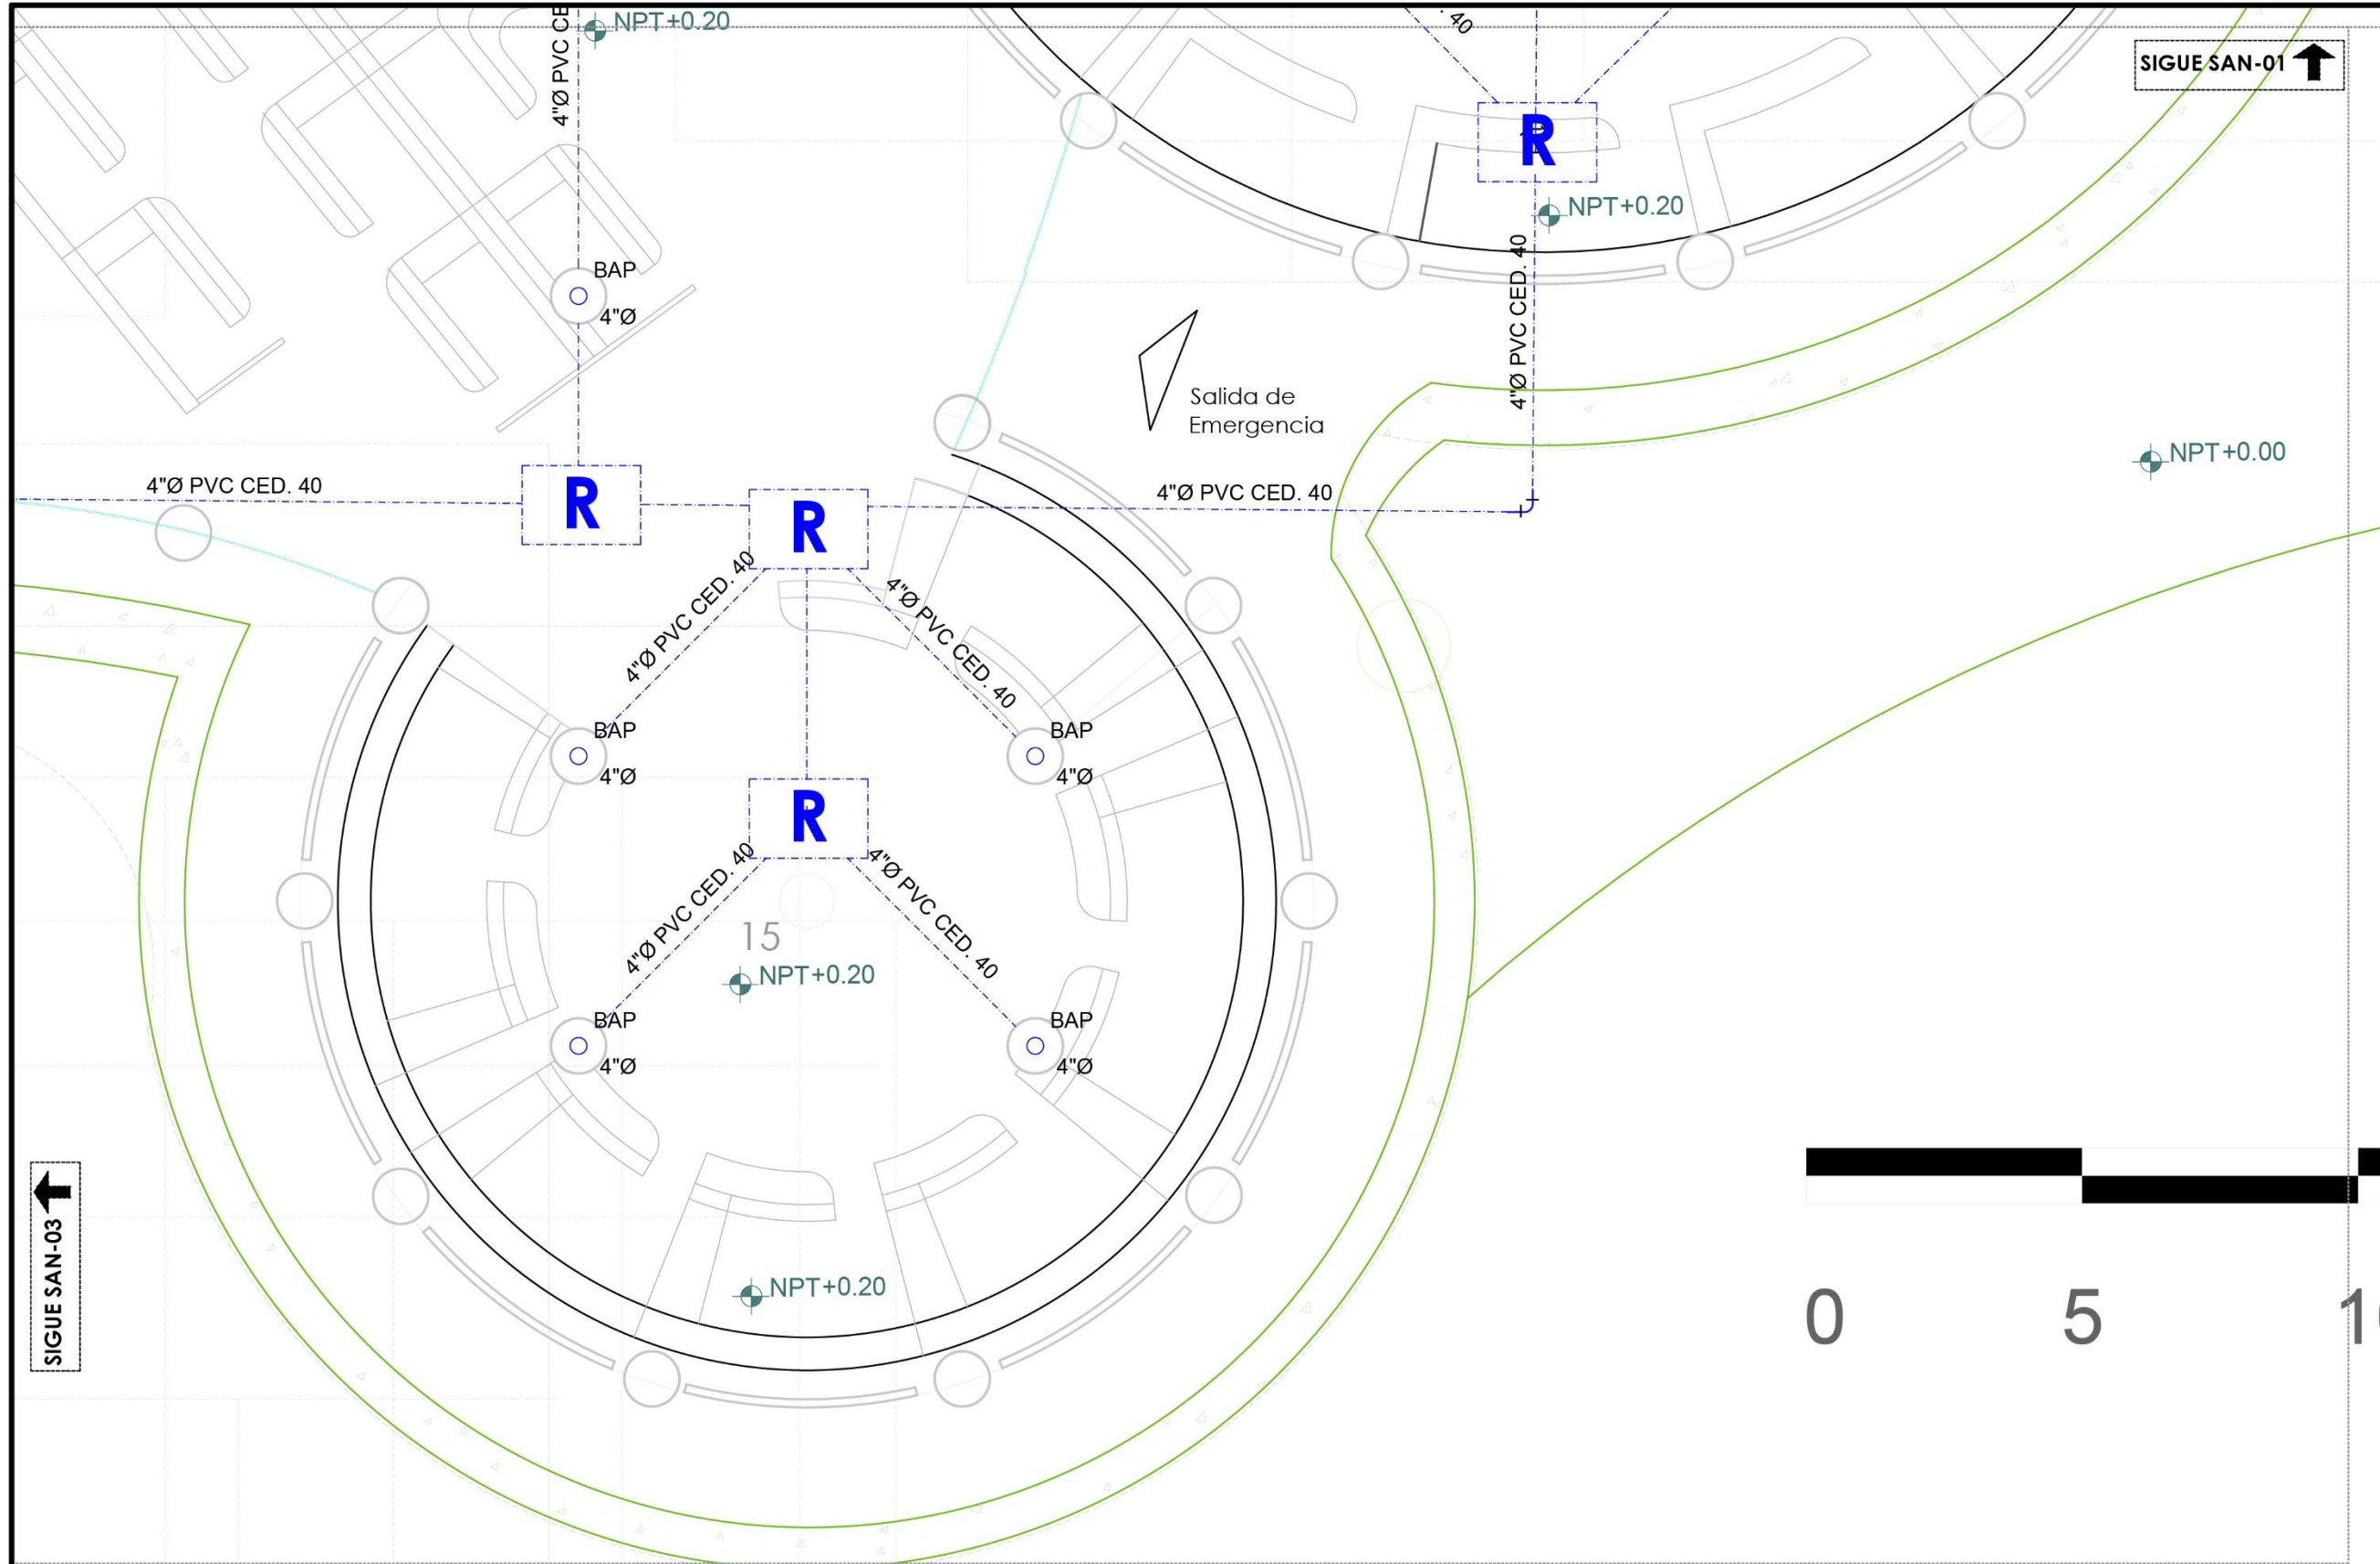 4"Ø PVC CE
NPT+0.20
. 40
SIGUE SAN-01
R
NPT+0.20
4"Ø PVC CED. 40
BAP
4"Ø
Salida de
Emergencia
NPT+0.00
4"Ø PVC CED. 40
R
R
4"Ø PVC CED. 40
4"Ø PVC CED. 40
4"Ø PVC CED. 40
BAP
4"Ø
BAP
4"Ø
R
4"Ø PVC CED. 40
4"Ø PVC CED. 40
15
NPT+0.20
BAP
4"Ø
BAP
4"Ø
SIGUE SAN-03
NPT+0.20
0
5